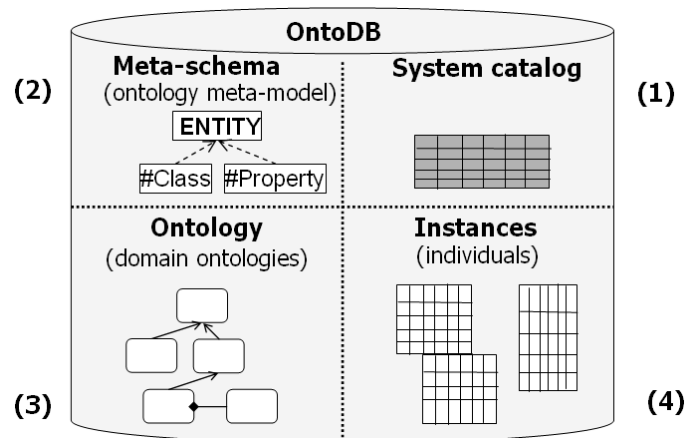 OntoDB
Meta-schema
(ontology meta-model)
System catalog
(2)
(1)
ENTITY
#Class
#Property
Ontology
(domain ontologies)
Instances
(individuals)
(3)
(4)